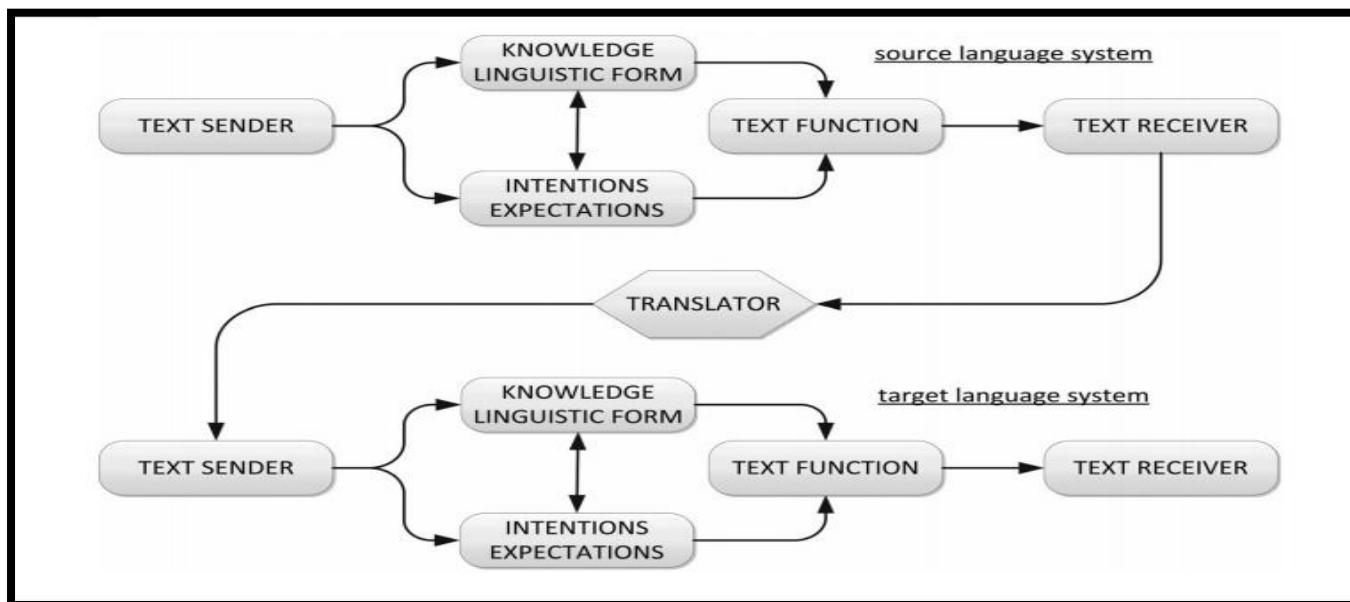 KNOWLEDGE
LINGUISTIC FORM
source language system
TEXT SENDER
TEXT FUNCTION
TEXT RECEIVER
INTENTIONS
EXPECTATIONS
TRANSLATOR
KNOWLEDGE
LINGUISTIC FORM
target language system
TEXT SENDER
TEXT FUNCTION
TEXT RECEIVER
INTENTIONS
EXPECTATIONS